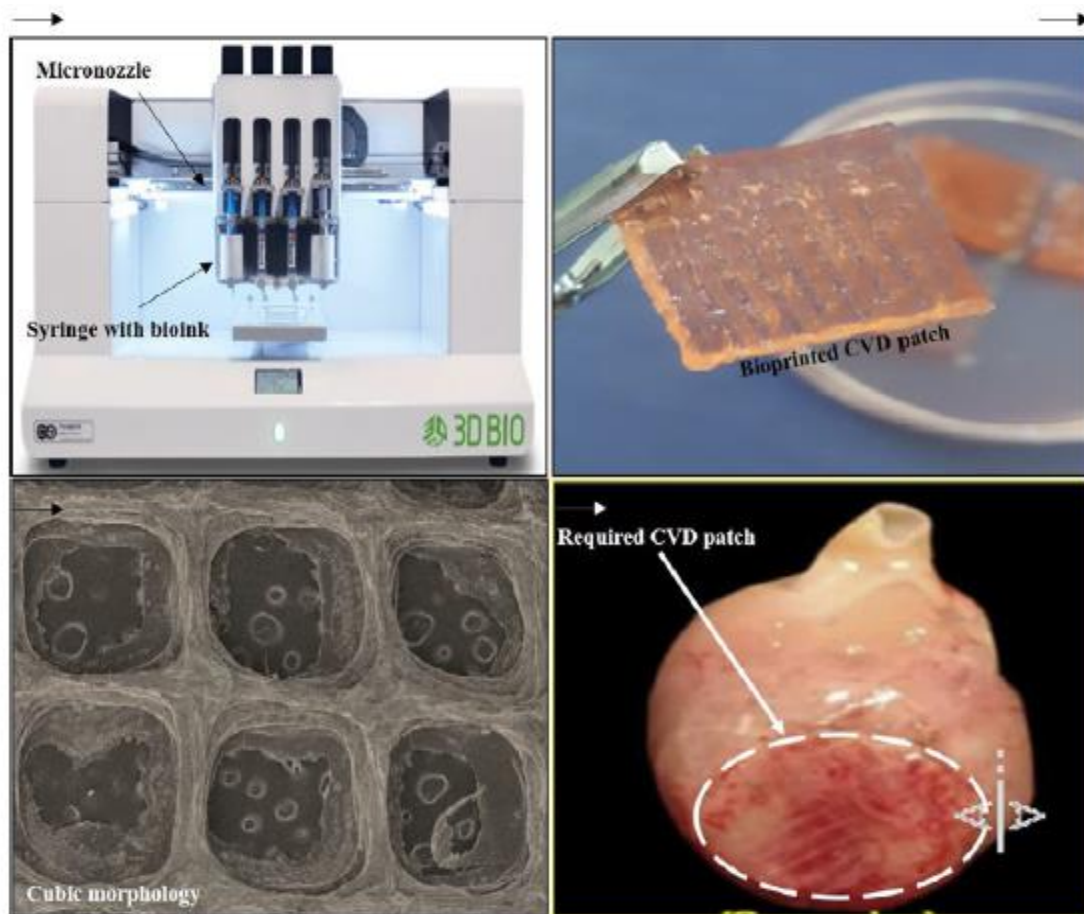 Micronozzle
Syringe with bioink
3D BIO
Bioprinted CVD patch
Cubic morphology
Required CVD patch